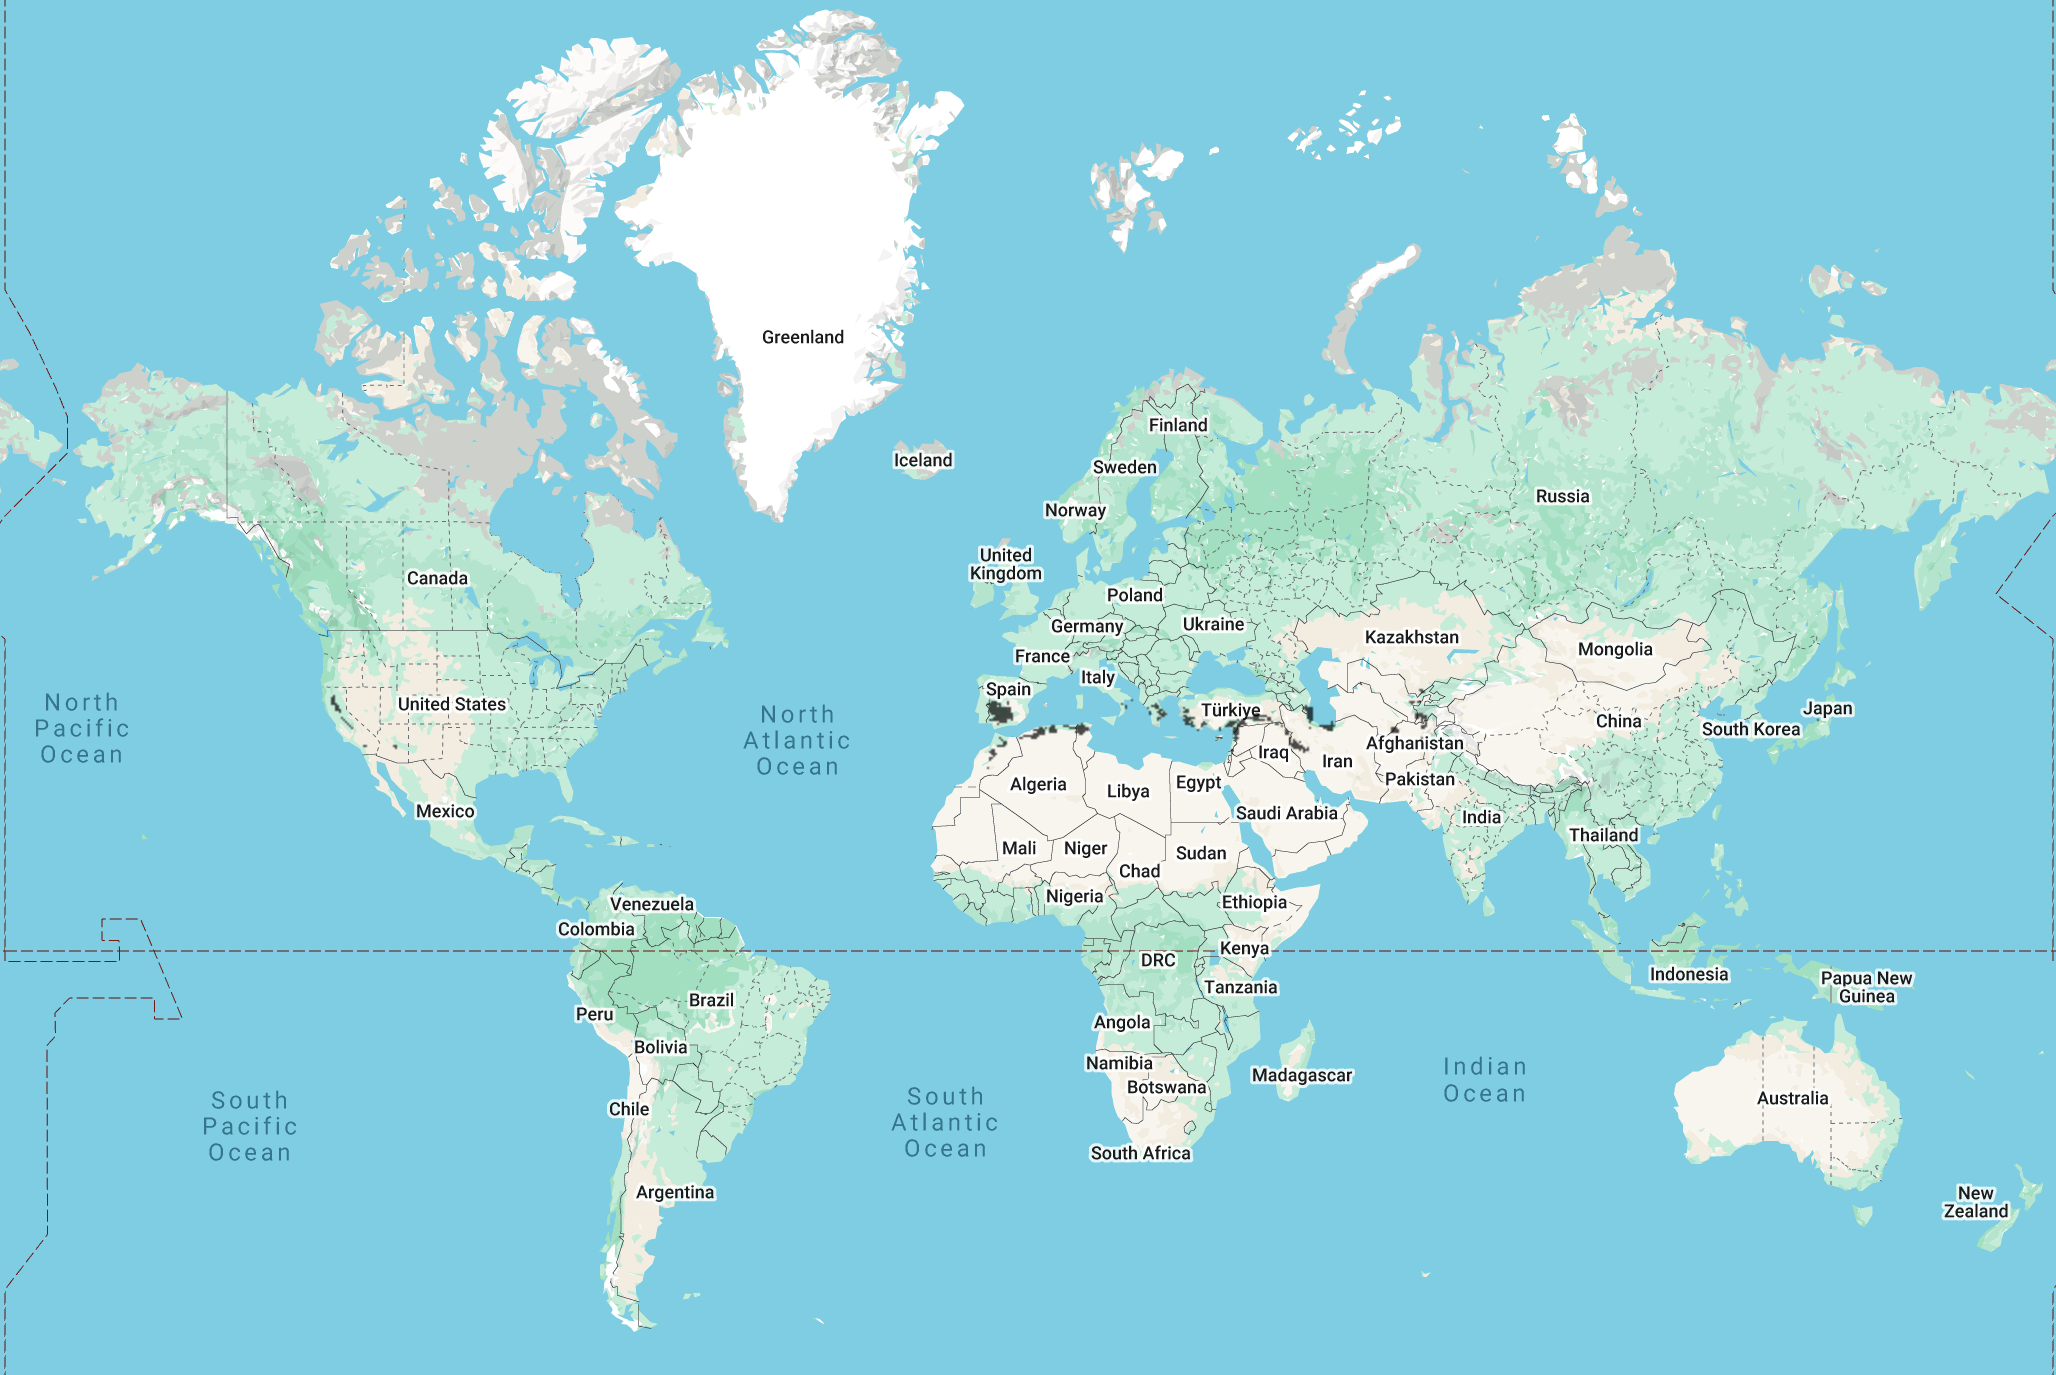 Greenland
Finland
Iceland
Sweden
Russia
Norway
United
Kingdom
Canada
Poland
Germany
Ukraine
Kazakhstan
Mongolia
France
Italy
Spain
North
Pacific
Ocean
United States
North
Atlantic
Ocean
Türkiye
China
Japan
South Korea
Afghanistan
Iraq
Iran
Pakistan
Algeria
Libya
Egypt
Mexico
Saudi Arabia
India
Thailand
Mali
Niger
Sudan
Chad
Nigeria
Ethiopia
Venezuela
Colombia
Kenya
DRC
Indonesia
Papua New
Guinea
Tanzania
Brazil
Peru
Angola
Bolivia
Namibia
Botswana
Madagascar
Indian
Ocean
Australia
South
Pacific
Ocean
Chile
South
Atlantic
Ocean
South Africa
Argentina
New
Zealand